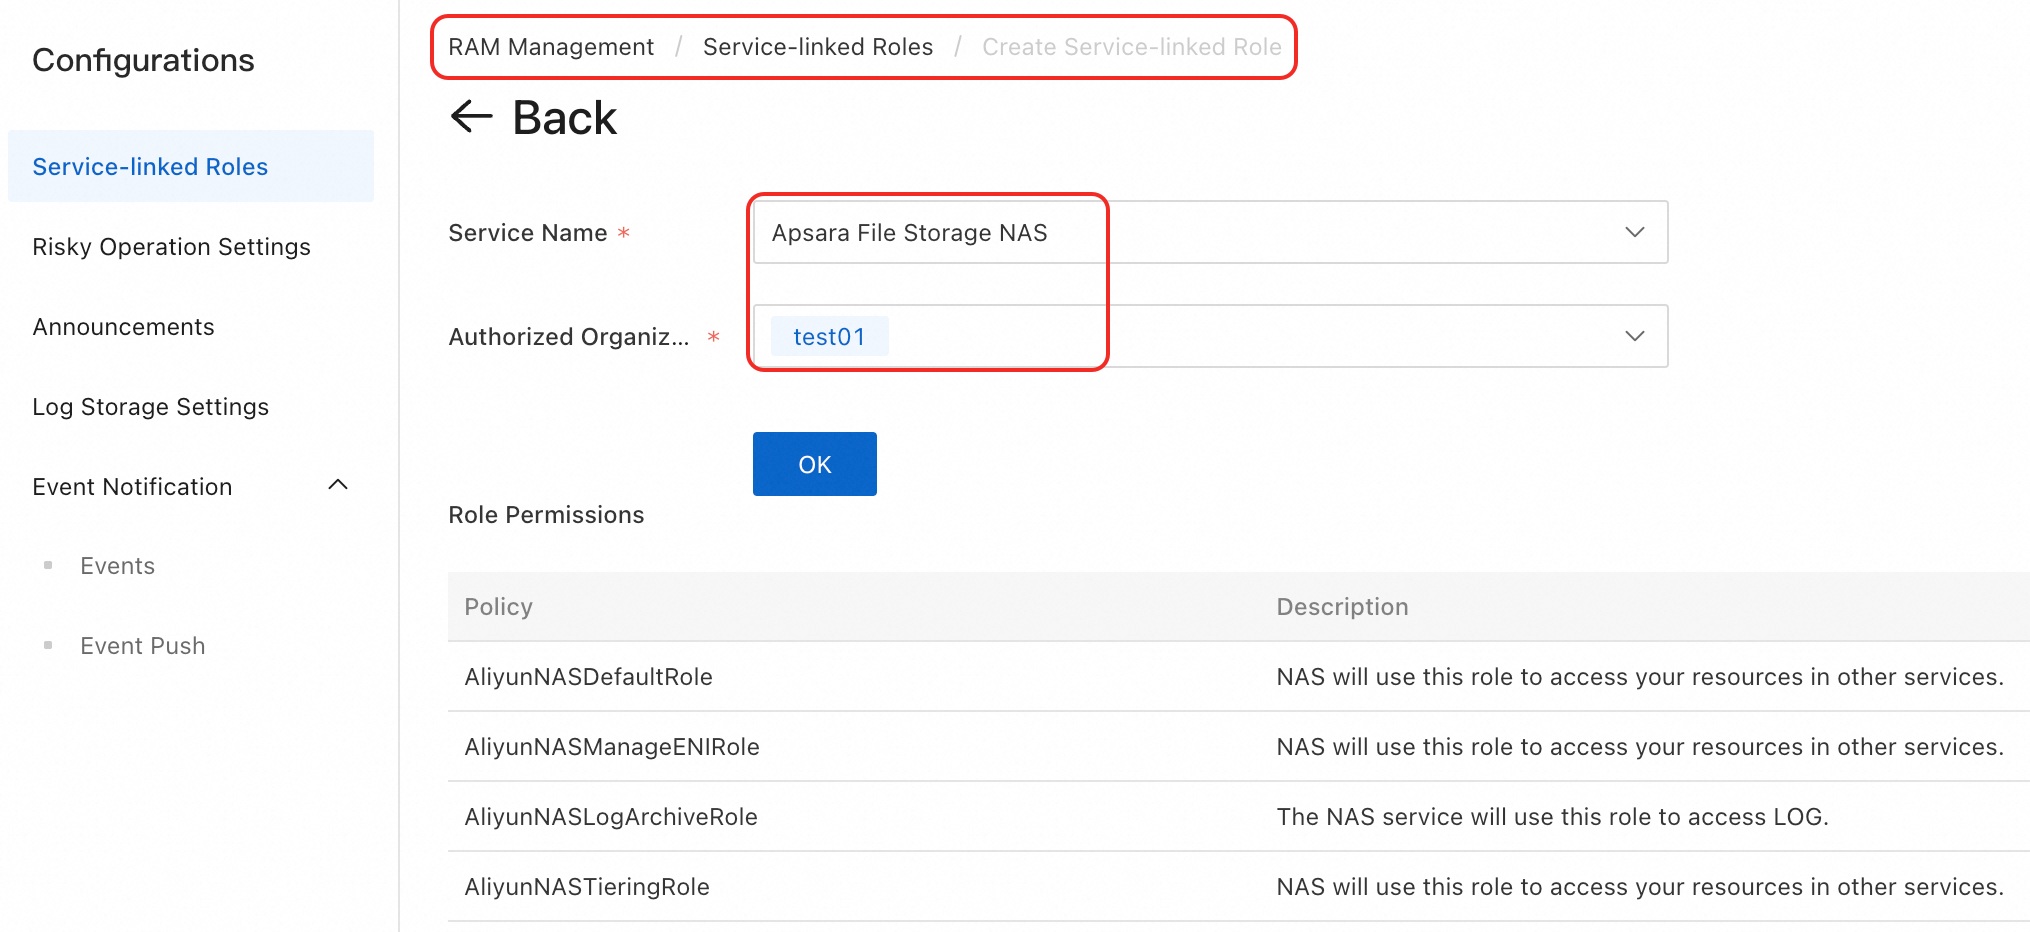 Configurations
Service-linked Roles
Risky Operation Settings
Announcements
Log Storage Settings
Event Notification
Events
Event Push
RAM Management / Service-linked Roles / Create Service-linked Role
← Back
Service Name * Apsara File Storage NAS
Authorized Organiz... * test01
OK
Role Permissions
Policy Description
AliyunNASDefaultRole NAS will use this role to access your resources in other services.
AliyunNASManageENIRole NAS will use this role to access your resources in other services.
AliyunNASLogArchiveRole The NAS service will use this role to access LOG.
AliyunNASTieringRole NAS will use this role to access your resources in other services.